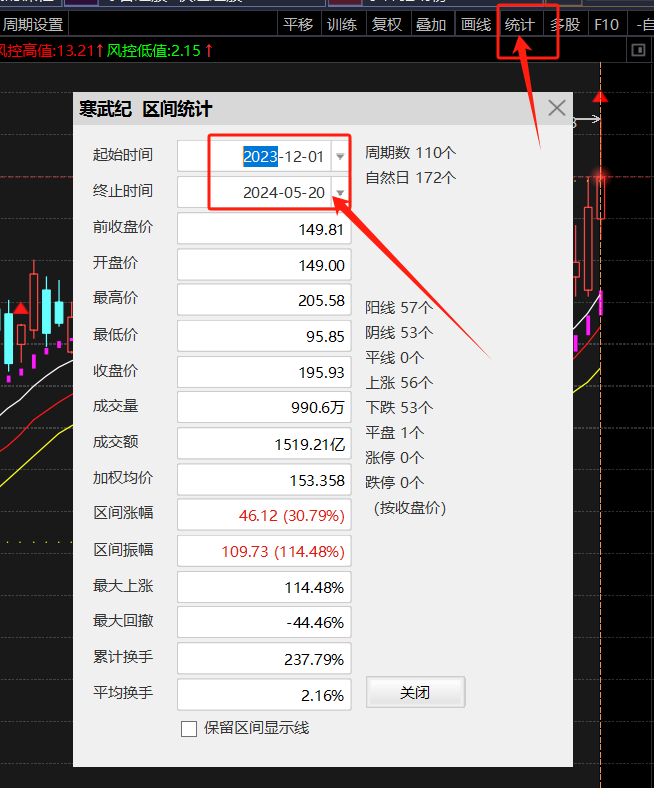 周期设置 平移 训练 复权 叠加 画线 统计 多股 F10 -自
风控高值:13.21↑ 风控低值:2.15 ↑
寒武纪 区间统计
起始时间 2023-12-01 周期数 110个
自然日 172个
终止时间 2024-05-20
前收盘价 149.81
开盘价 149.00
最高价 205.58 阳线 57个
阴线 53个
最低价 95.85
平线 0个
收盘价 195.93 上涨 56个
成交量 990.6万 下跌 53个
平盘 1个
成交额 1519.21亿 涨停 0个
加权均价 153.358 跌停 0个
区间涨幅 46.12 (30.79%) （按收盘价）
区间振幅 109.73 (114.48%)
最大上涨 114.48%
最大回撤 -44.46%
累计换手 237.79%
平均换手 2.16% 关闭
保留区间显示线